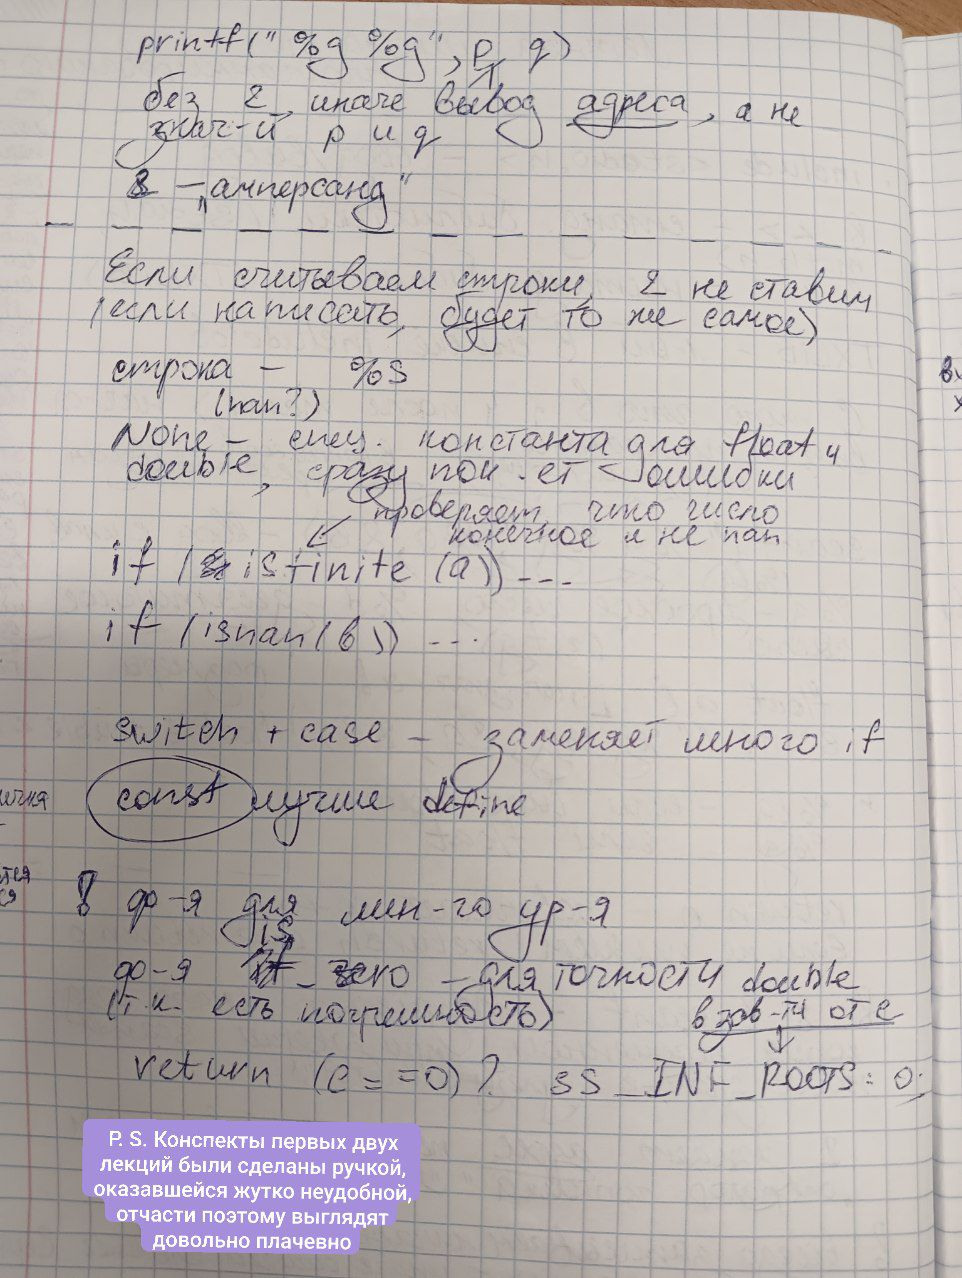 printf("%g %g", p, q)
без &, иначе вывод адреса, а не
знач-й p и q
& – „амперсанд"
Если считываем строки, & не ставим
(если написать, будет то же самое)
строка – %s
(nan?)
None – спец. константа для float и
double, сразу пок-ет ошибки
проверяет, что число
конечное и не nan
if (isfinite (a)) ---
if (isnan(b)) ---
switch + case – заменяет много if
const лучше define
! ф-я для лин-го ур-я
ф-я is_zero – для точности double
(т.к. есть погрешность)
в зав-ти от c
return (c == 0) ? SS_INF_ROOTS : 0;
P. S. Конспекты первых двух
лекций были сделаны ручкой,
оказавшейся жутко неудобной,
отчасти поэтому выглядят
довольно плачевно